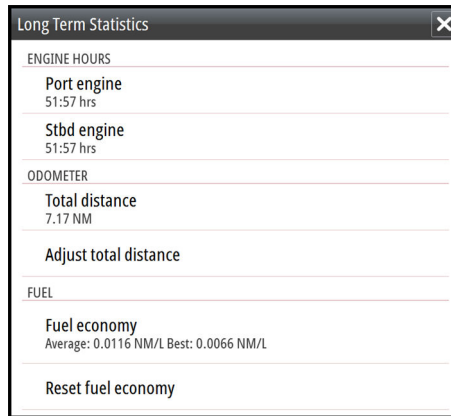 Long Term Statistics
ENGINE HOURS
Port engine
51:57 hrs
Stbd engine
51:57 hrs
ODOMETER
Total distance
7.17 NM
Adjust total distance
FUEL
Fuel economy
Average: 0.0116 NM/L Best: 0.0066 NM/L
Reset fuel economy